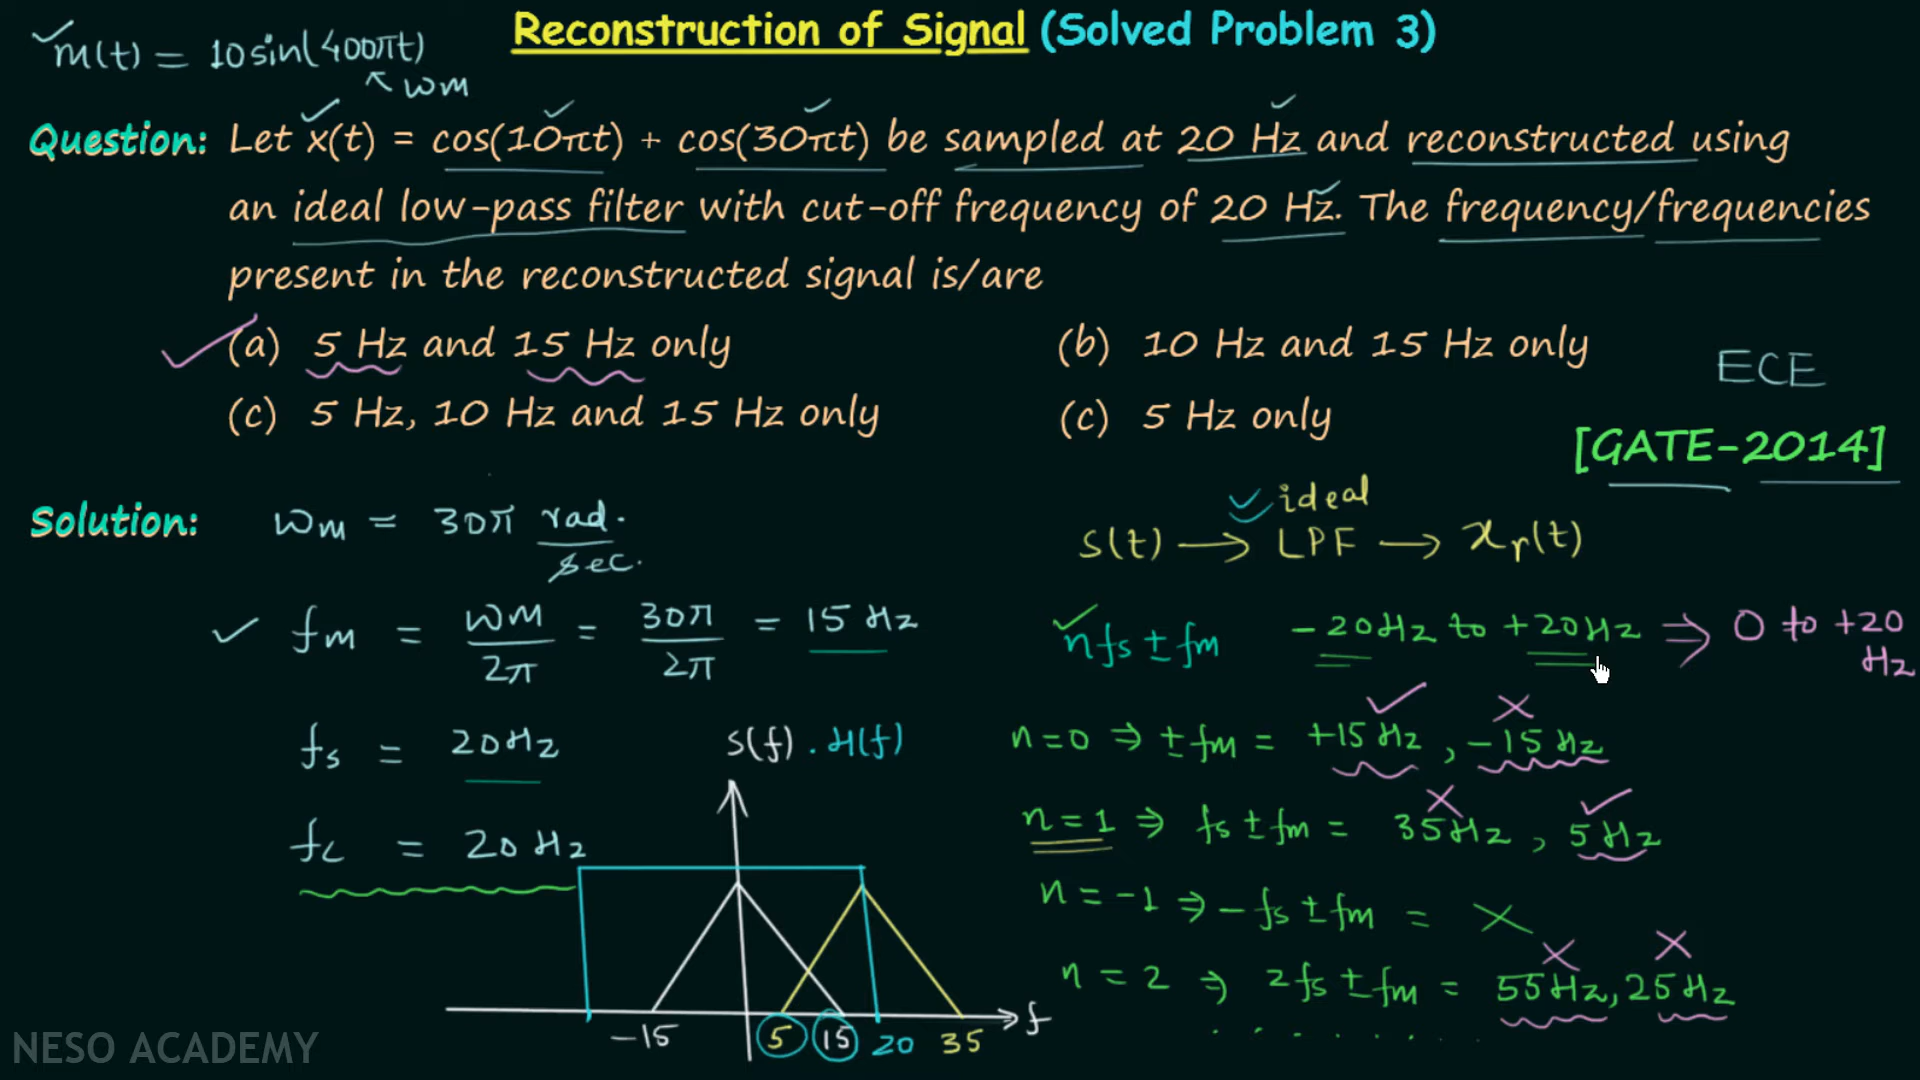 Reconstruction of Signal (Solved Problem 3)
m(t) = 10sin(400πt)
wm
Question: Let x(t) = cos(10πt) + cos(30πt) be sampled at 20 Hz and reconstructed using
an ideal low-pass filter with cut-off frequency of 20 Hz. The frequency/frequencies
present in the reconstructed signal is/are
(a) 5 Hz and 15 Hz only
(b) 10 Hz and 15 Hz only
(c) 5 Hz, 10 Hz and 15 Hz only
(c) 5 Hz only
ECE
[GATE-2014]
Solution:
wm = 30π rad./sec.
fm = wm/2π = 30π/2π = 15 Hz
fs = 20Hz
fc = 20 Hz
S(f) . H(f)
-15 5 15 20 35 f
ideal
s(t) → LPF → xr(t)
nfs ± fm -20Hz to +20Hz ⇒ 0 to +20 Hz
n=0 ⇒ ±fm = +15 Hz, -15 Hz
n=1 ⇒ fs ± fm = 35Hz, 5 Hz
n = -1 ⇒ -fs ± fm = ×
n = 2 ⇒ 2fs ± fm = 55Hz, 25Hz
. . . . . . . .
NESO ACADEMY